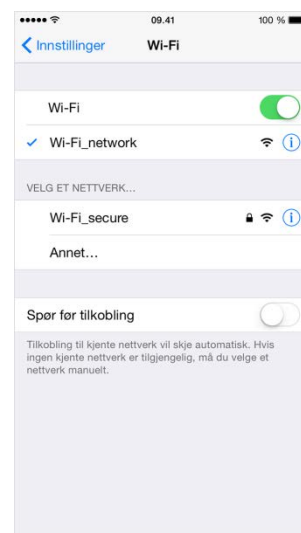 09.41 100 %
Innstillinger Wi-Fi
Wi-Fi
Wi-Fi_network
VELG ET NETTVERK...
Wi-Fi_secure
Annet...
Spør før tilkobling
Tilkobling til kjente nettverk vil skje automatisk. Hvis
ingen kjente nettverk er tilgjengelig, må du velge et
nettverk manuelt.